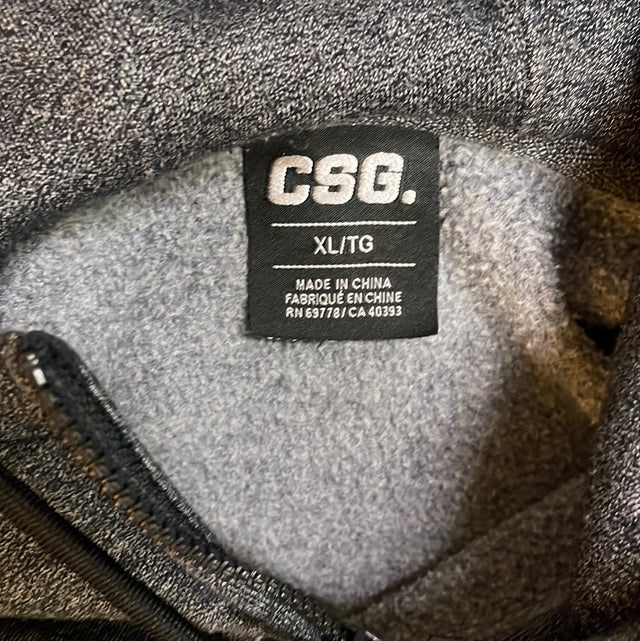 CSG.
XL/TG
MADE IN CHINA
FABRIQUÉ EN CHINE
RN 69778 / CA 40393